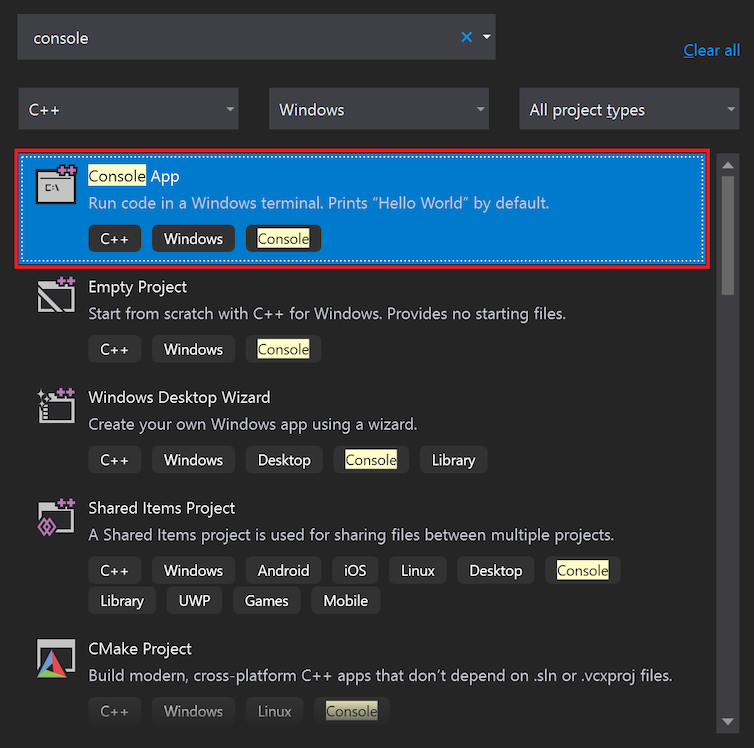 console
Clear all
C++ Windows All project types
Console App
C:\
Run code in a Windows terminal. Prints “Hello World” by default.
C++ Windows Console
Empty Project
Start from scratch with C++ for Windows. Provides no starting files.
C++ Windows Console
Windows Desktop Wizard
Create your own Windows app using a wizard.
C++ Windows Desktop Console Library
Shared Items Project
A Shared Items project is used for sharing files between multiple projects.
C++ Windows Android iOS Linux Desktop Console
Library UWP Games Mobile
CMake Project
Build modern, cross-platform C++ apps that don’t depend on .sln or .vcxproj files.
C++ Windows Linux Console